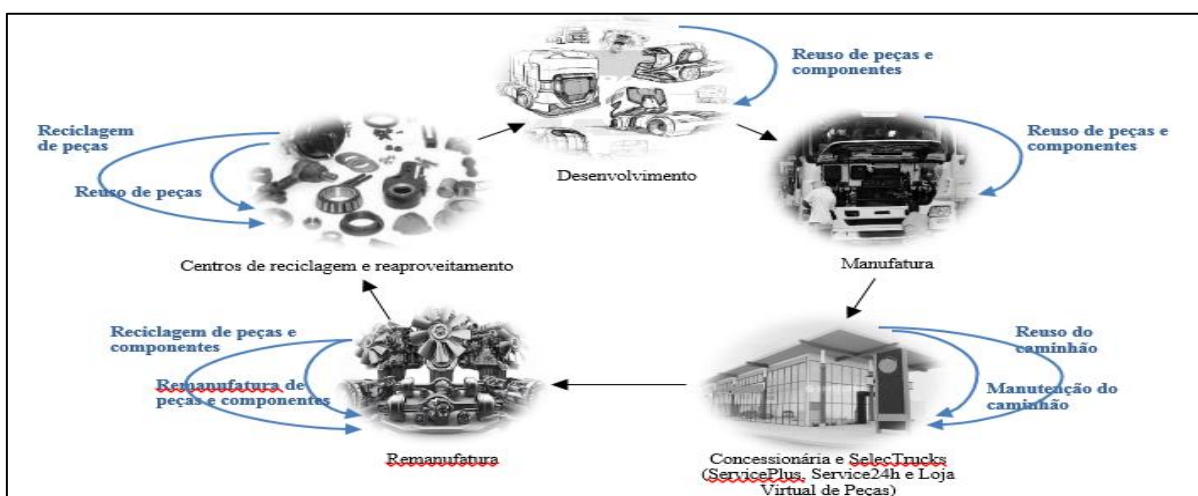 Reuso de peças e
componentes
Desenvolvimento
Reuso de peças e
componentes
Manufatura
Reciclagem
de peças
Reuso de peças
Centros de reciclagem e reaproveitamento
Reciclagem de peças e
componentes
Remanufatura de
peças e componentes
Remanufatura
Reuso do
caminhão
Manutenção do
caminhão
Concessionária e SelecTrucks
(ServicePlus, Service24h e Loja
Virtual de Peças)